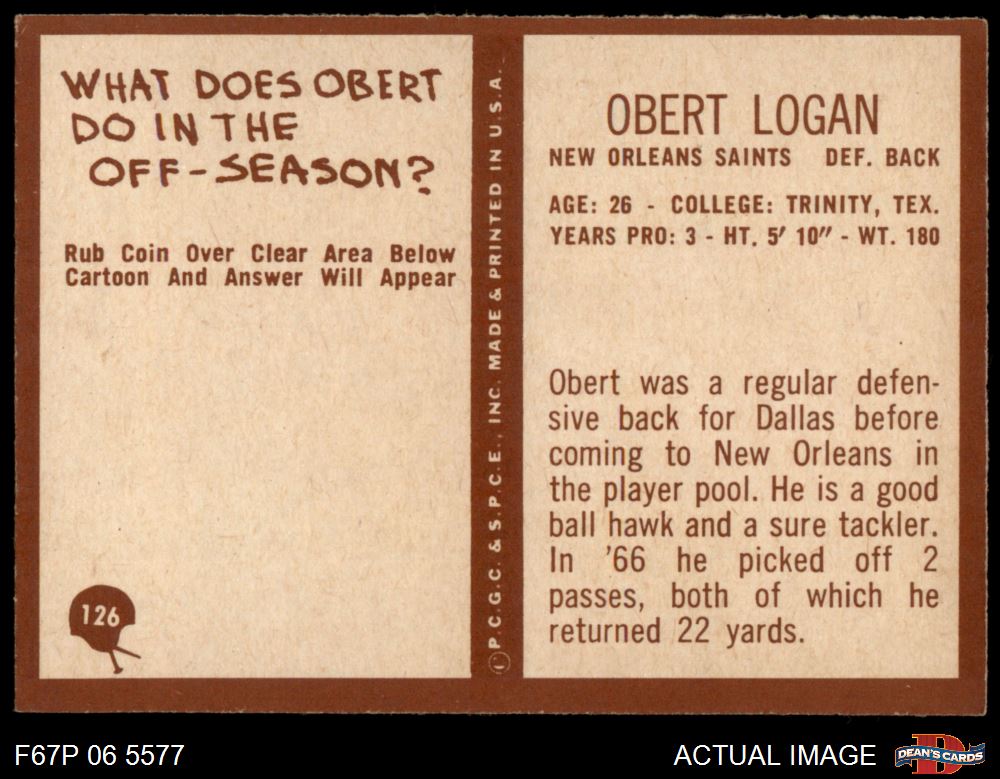 WHAT DOES OBERT
DO IN THE
OFF-SEASON?
Rub Coin Over Clear Area Below
Cartoon And Answer Will Appear
126
© P.C.G.C. & S.P.C.E., INC. MADE & PRINTED IN U.S.A.
OBERT LOGAN
NEW ORLEANS SAINTS DEF. BACK
AGE: 26 - COLLEGE: TRINITY, TEX.
YEARS PRO: 3 - HT. 5' 10" - WT. 180
Obert was a regular defen-
sive back for Dallas before
coming to New Orleans in
the player pool. He is a good
ball hawk and a sure tackler.
In '66 he picked off 2
passes, both of which he
returned 22 yards.
F67P 06 5577
ACTUAL IMAGE
DEAN'S CARDS